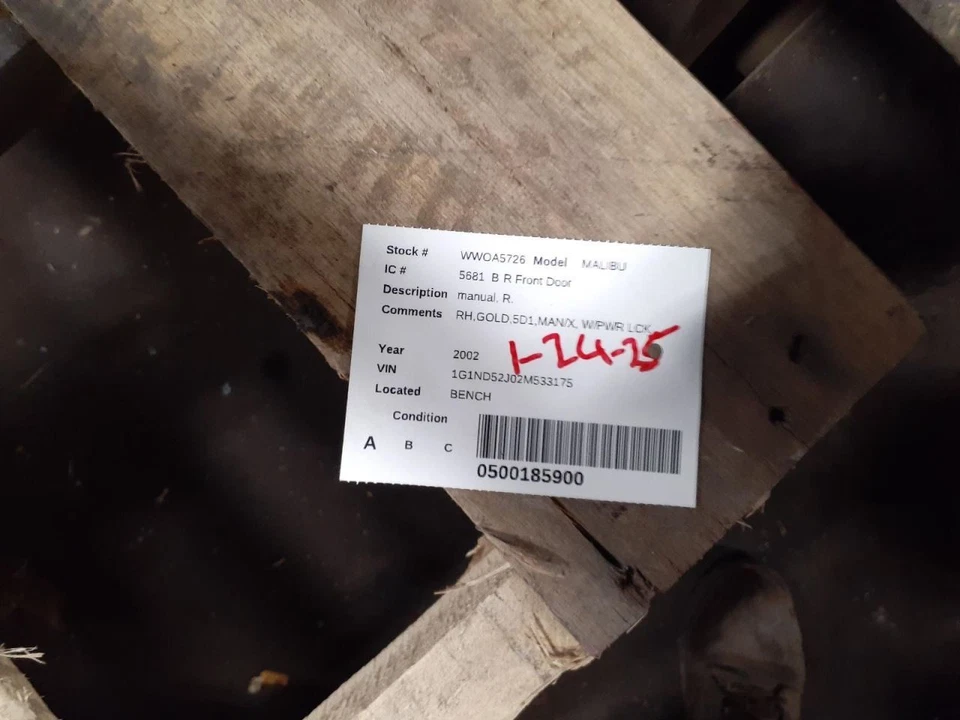 Stock # WWOA5726 Model MALIBU
IC # 5681 B R Front Door
Description manual, R.
Comments RH,GOLD,5D1,MAN/X, W/PWR LCK,
1-24-25
Year 2002
VIN 1G1ND52J02M533175
Located BENCH
Condition
A B C
0500185900